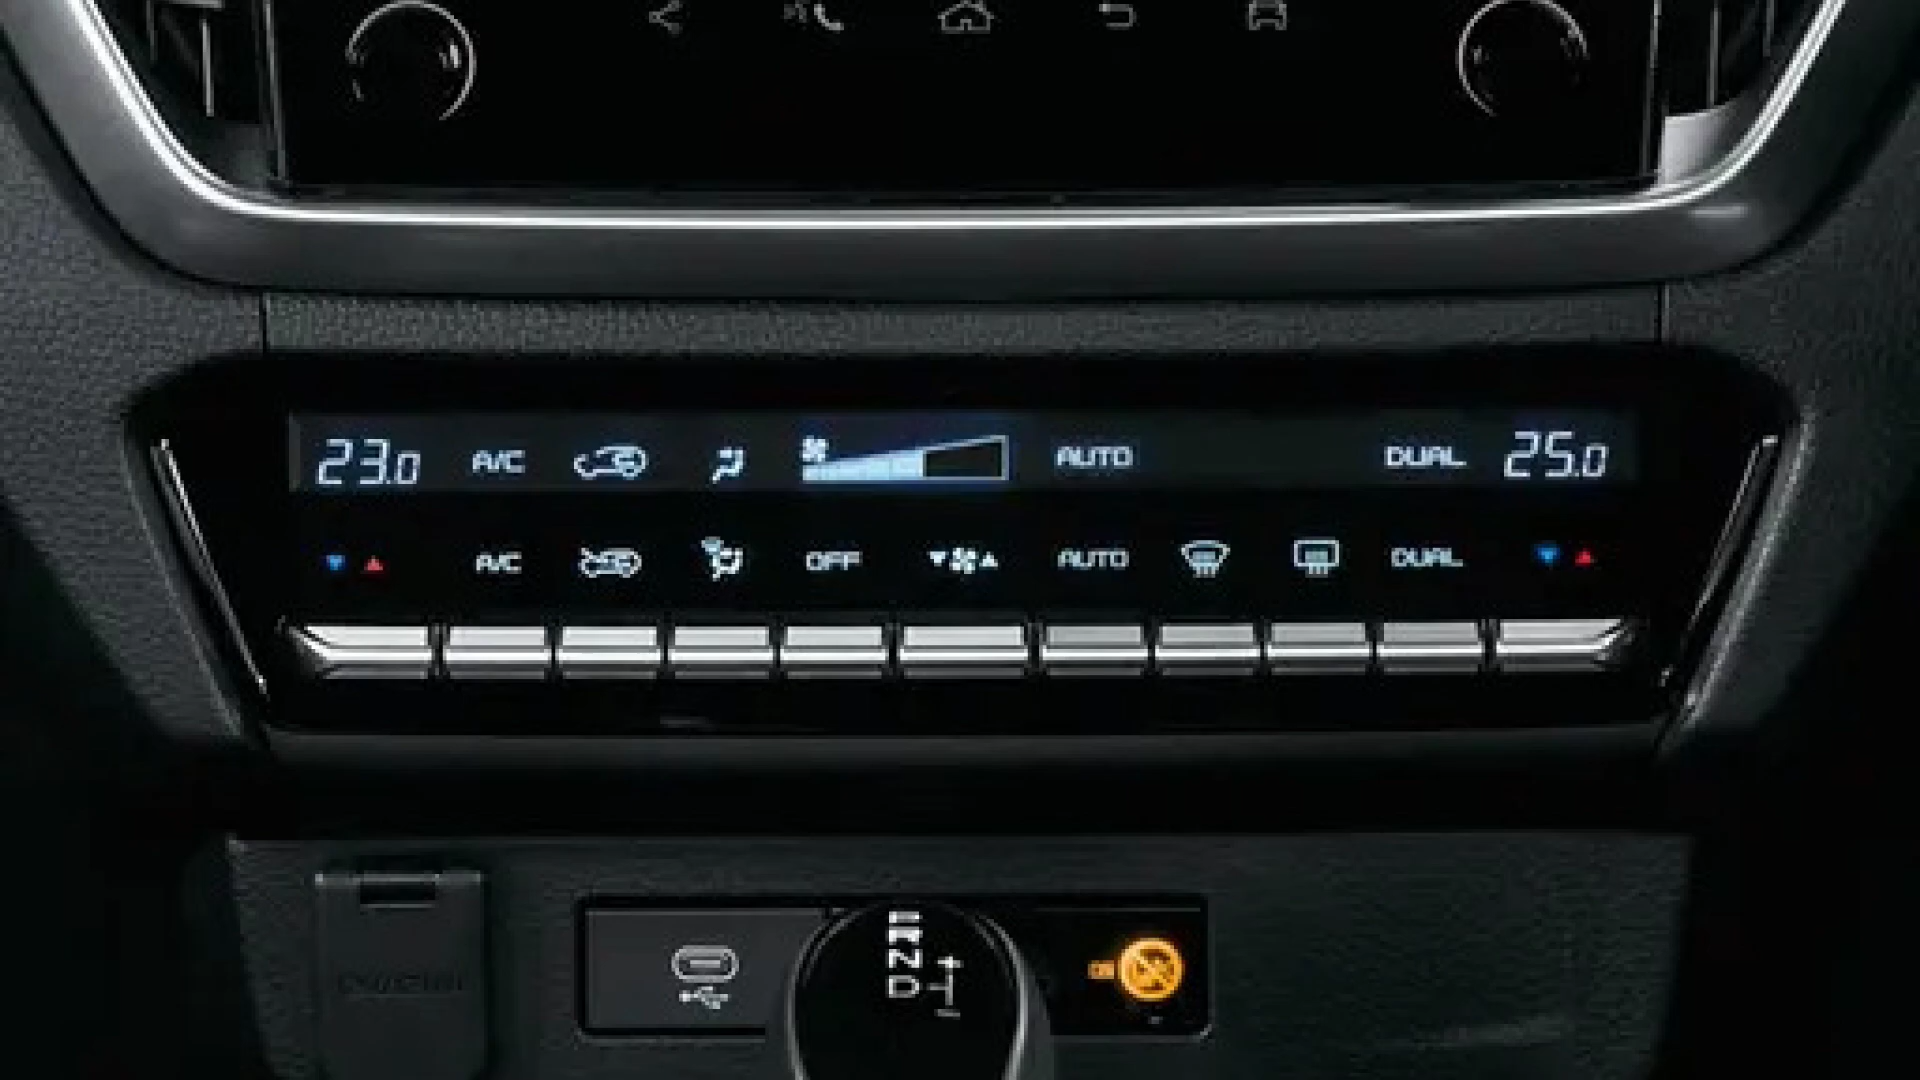 23.0 A/C AUTO DUAL 25.0
A/C OFF AUTO DUAL
N
D
+
-